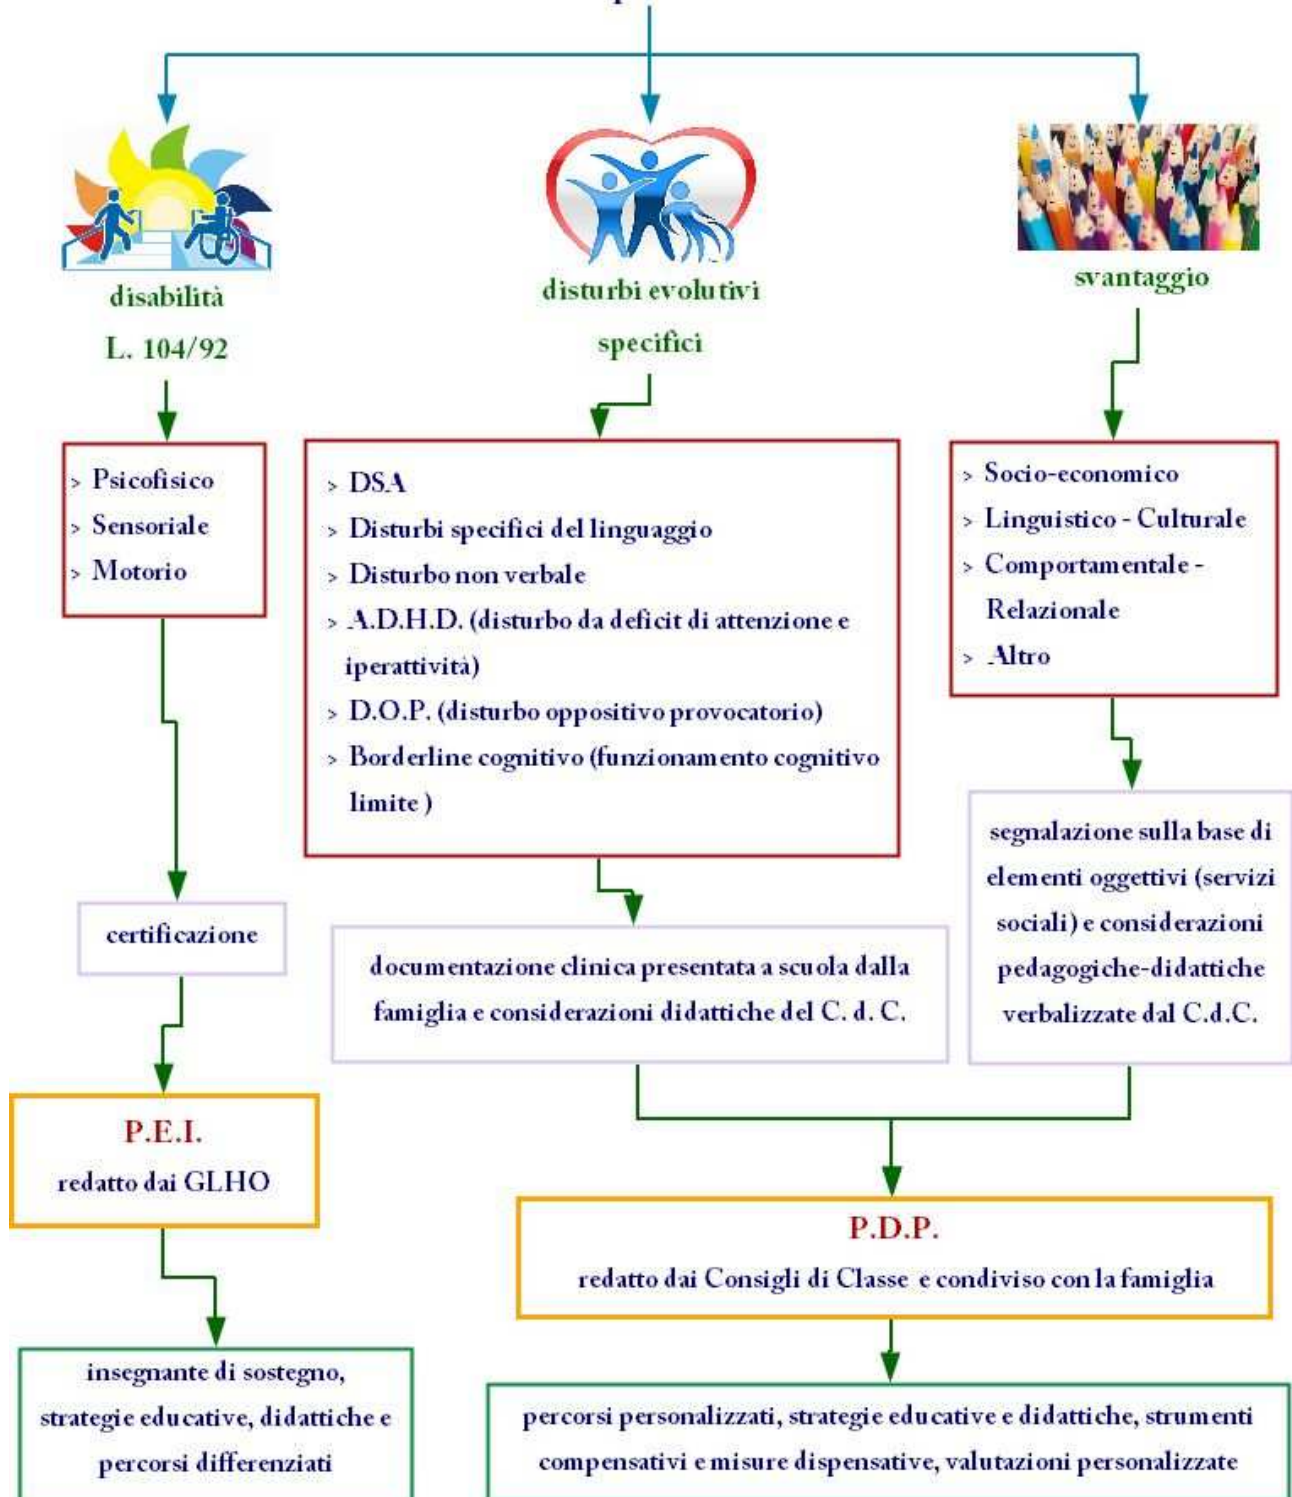 disabilità
L. 104/92
> Psicofisico
> Sensoriale
> Motorio
certificazione
P.E.I.
redatto dai GLHO
insegnante di sostegno,
strategie educative, didattiche e
percorsi differenziati
disturbi evolutivi
specifici
> DSA
> Disturbi specifici del linguaggio
> Disturbo non verbale
> A.D.H.D. (disturbo da deficit di attenzione e
iperattività)
> D.O.P. (disturbo oppositivo provocatorio)
> Borderline cognitivo (funzionamento cognitivo
limite )
documentazione clinica presentata a scuola dalla
famiglia e considerazioni didattiche del C. d. C.
svantaggio
> Socio-economico
> Linguistico - Culturale
> Comportamentale -
Relazionale
> Altro
segnalazione sulla base di
elementi oggettivi (servizi
sociali) e considerazioni
pedagogiche-didattiche
verbalizzate dal C.d.C.
P.D.P.
redatto dai Consigli di Classe e condiviso con la famiglia
percorsi personalizzati, strategie educative e didattiche, strumenti
compensativi e misure dispensative, valutazioni personalizzate